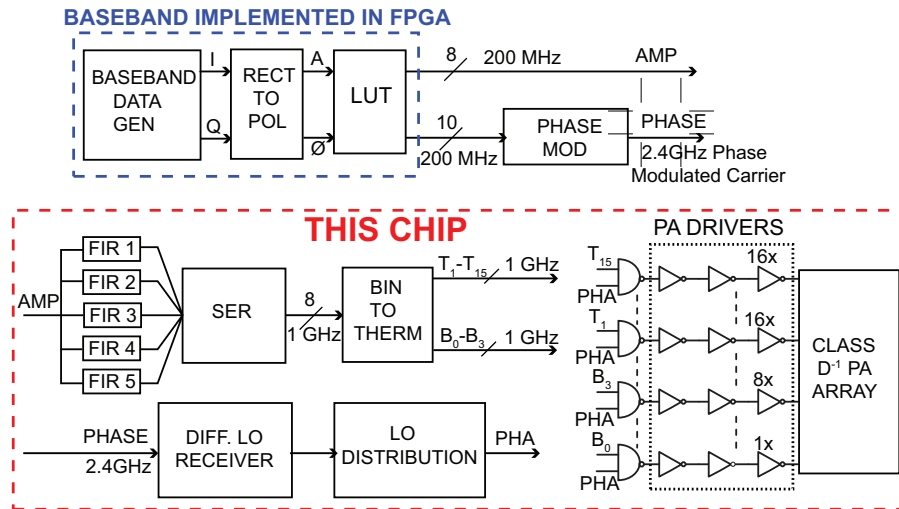 BASEBAND IMPLEMENTED IN FPGA
BASEBAND
DATA
GEN
I
Q
RECT
TO
POL
A
Ø
LUT
8
200 MHz
AMP
10
200 MHz
PHASE
MOD
PHASE
2.4GHz Phase
Modulated Carrier
THIS CHIP
AMP
FIR 1
FIR 2
FIR 3
FIR 4
FIR 5
SER
8
1 GHz
BIN
TO
THERM
T1-T15
1 GHz
B0-B3
1 GHz
PHASE
2.4GHz
DIFF. LO
RECEIVER
LO
DISTRIBUTION
PHA
PA DRIVERS
T15
PHA
16x
T1
PHA
16x
B3
PHA
8x
B0
PHA
1x
CLASS
D-1 PA
ARRAY